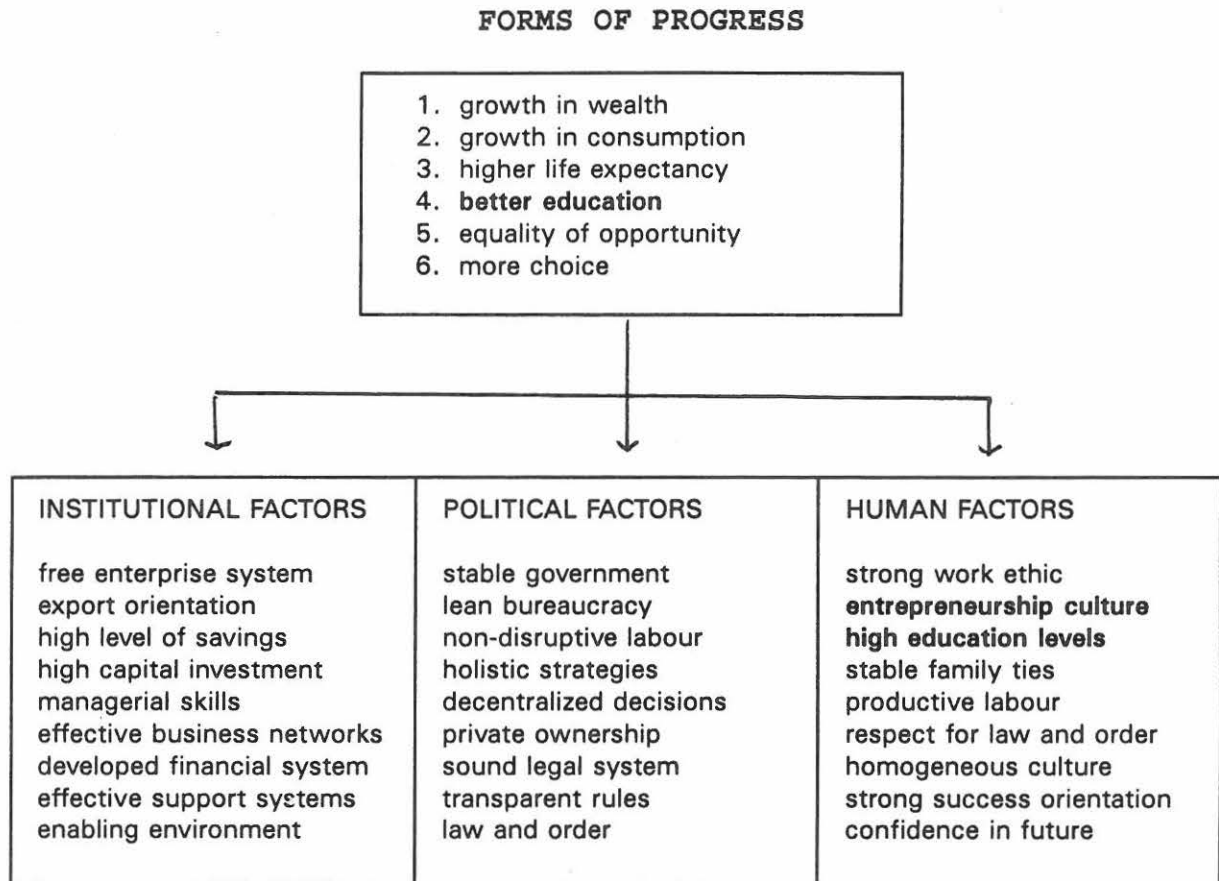 FORMS OF PROGRESS
1. growth in wealth
2. growth in consumption
3. higher life expectancy
4. better education
5. equality of opportunity
6. more choice
INSTITUTIONAL FACTORS
free enterprise system
export orientation
high level of savings
high capital investment
managerial skills
effective business networks
developed financial system
effective support systems
enabling environment
POLITICAL FACTORS
stable government
lean bureaucracy
non-disruptive labour
holistic strategies
decentralized decisions
private ownership
sound legal system
transparent rules
law and order
HUMAN FACTORS
strong work ethic
entrepreneurship culture
high education levels
stable family ties
productive labour
respect for law and order
homogeneous culture
strong success orientation
confidence in future